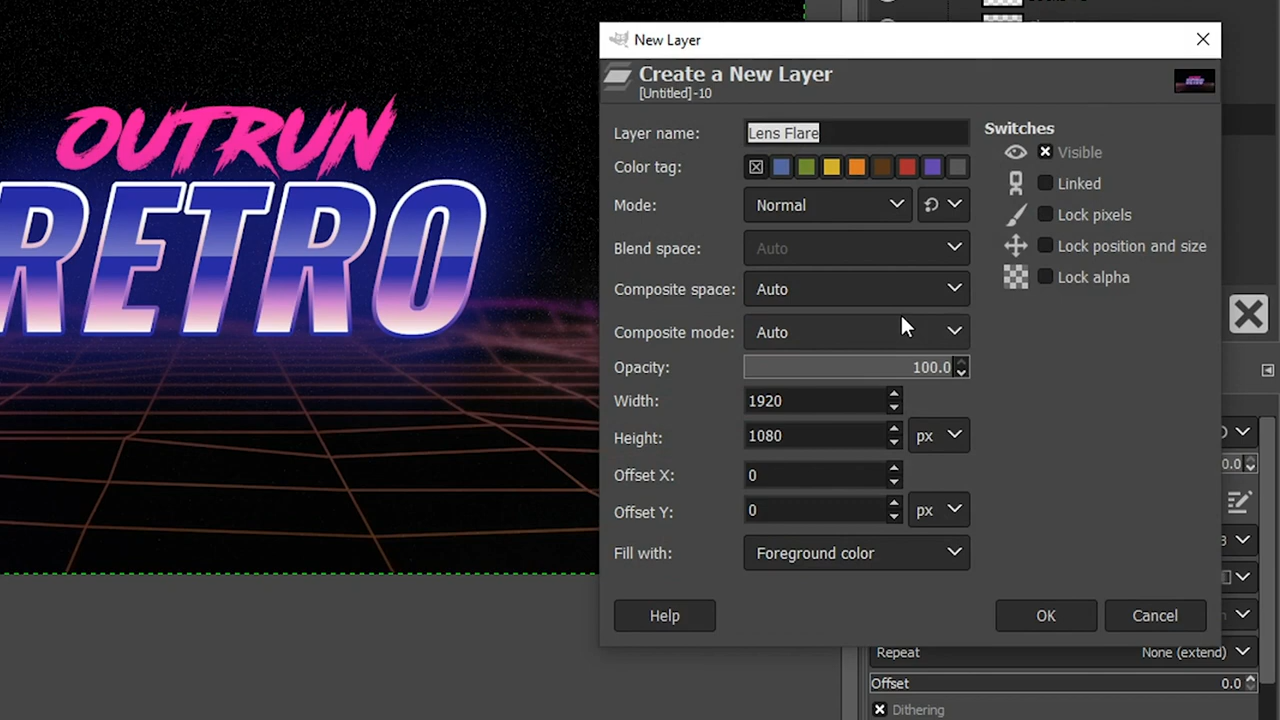 New Layer
Create a New Layer
[Untitled]-10
Layer name: Lens Flare
Color tag:
Mode: Normal
Blend space: Auto
Composite space: Auto
Composite mode: Auto
Opacity: 100.0
Width: 1920
Height: 1080 px
Offset X: 0
Offset Y: 0 px
Fill with: Foreground color
Help
OK
Cancel
Switches
Visible
Linked
Lock pixels
Lock position and size
Lock alpha
OUTRUN
RETRO
0.0
3
Repeat None (extend)
Offset 0.0
Dithering